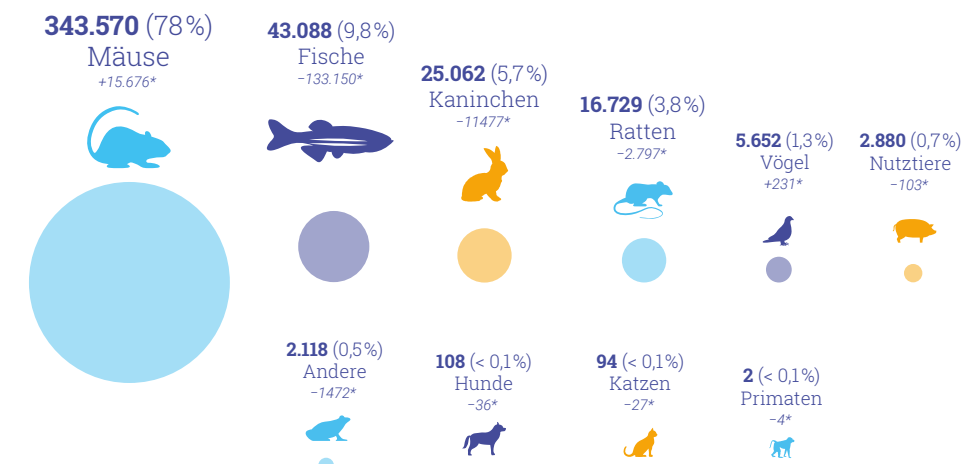 343.570 (78%)
Mäuse
+15.676*
43.088 (9,8%)
Fische
−133.150*
25.062 (5,7%)
Kaninchen
−11477*
16.729 (3,8%)
Ratten
−2.797*
5.652 (1,3%)
Vögel
+231*
2.880 (0,7%)
Nutztiere
−103*
2.118 (0,5%)
Andere
−1472*
108 (< 0,1%)
Hunde
−36*
94 (< 0,1%)
Katzen
−27*
2 (< 0,1%)
Primaten
−4*